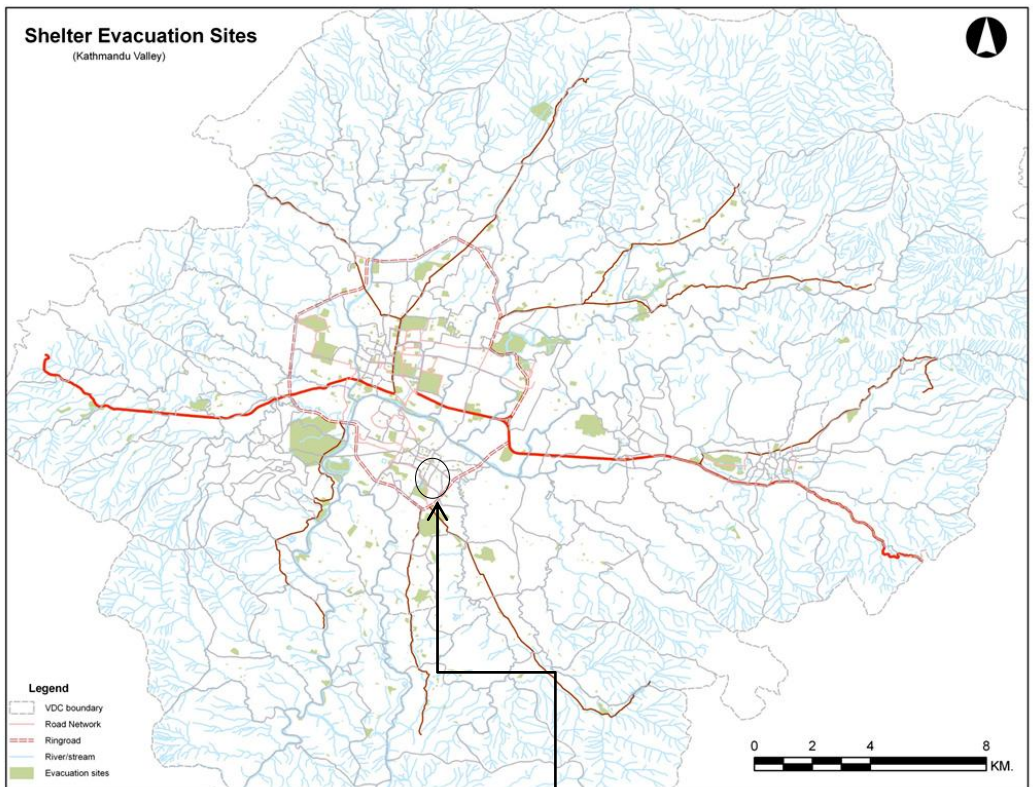 Shelter Evacuation Sites
(Kathmandu Valley)
Legend
VDC boundary
Road Network
Ringroad
River/stream
Evacuation sites
0 2 4 8
KM.